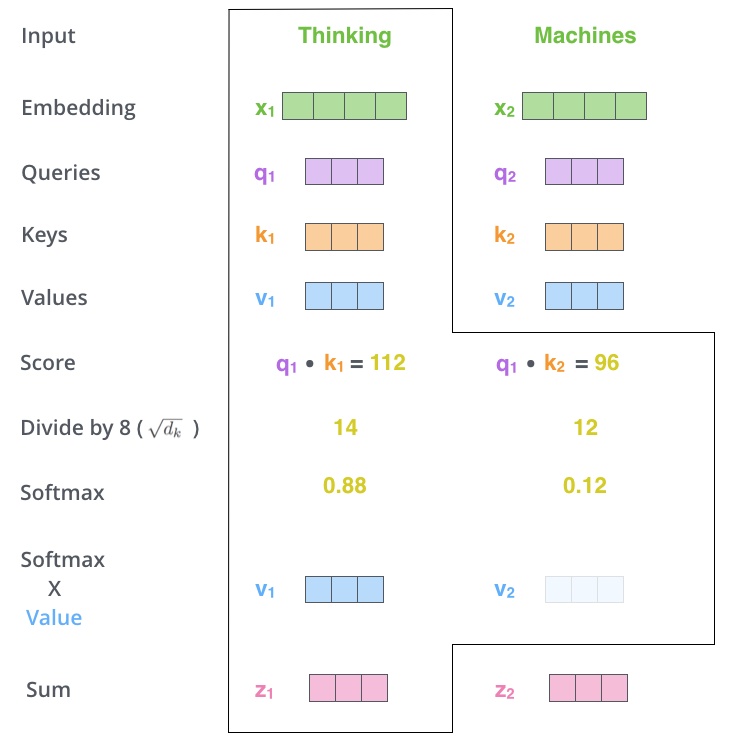 Input Thinking Machines
Embedding x₁ x₂
Queries q₁ q₂
Keys k₁ k₂
Values v₁ v₂
Score q₁ • k₁ = 112 q₁ • k₂ = 96
Divide by 8 ( √dₖ ) 14 12
Softmax 0.88 0.12
Softmax
X v₁ v₂
Value
Sum z₁ z₂